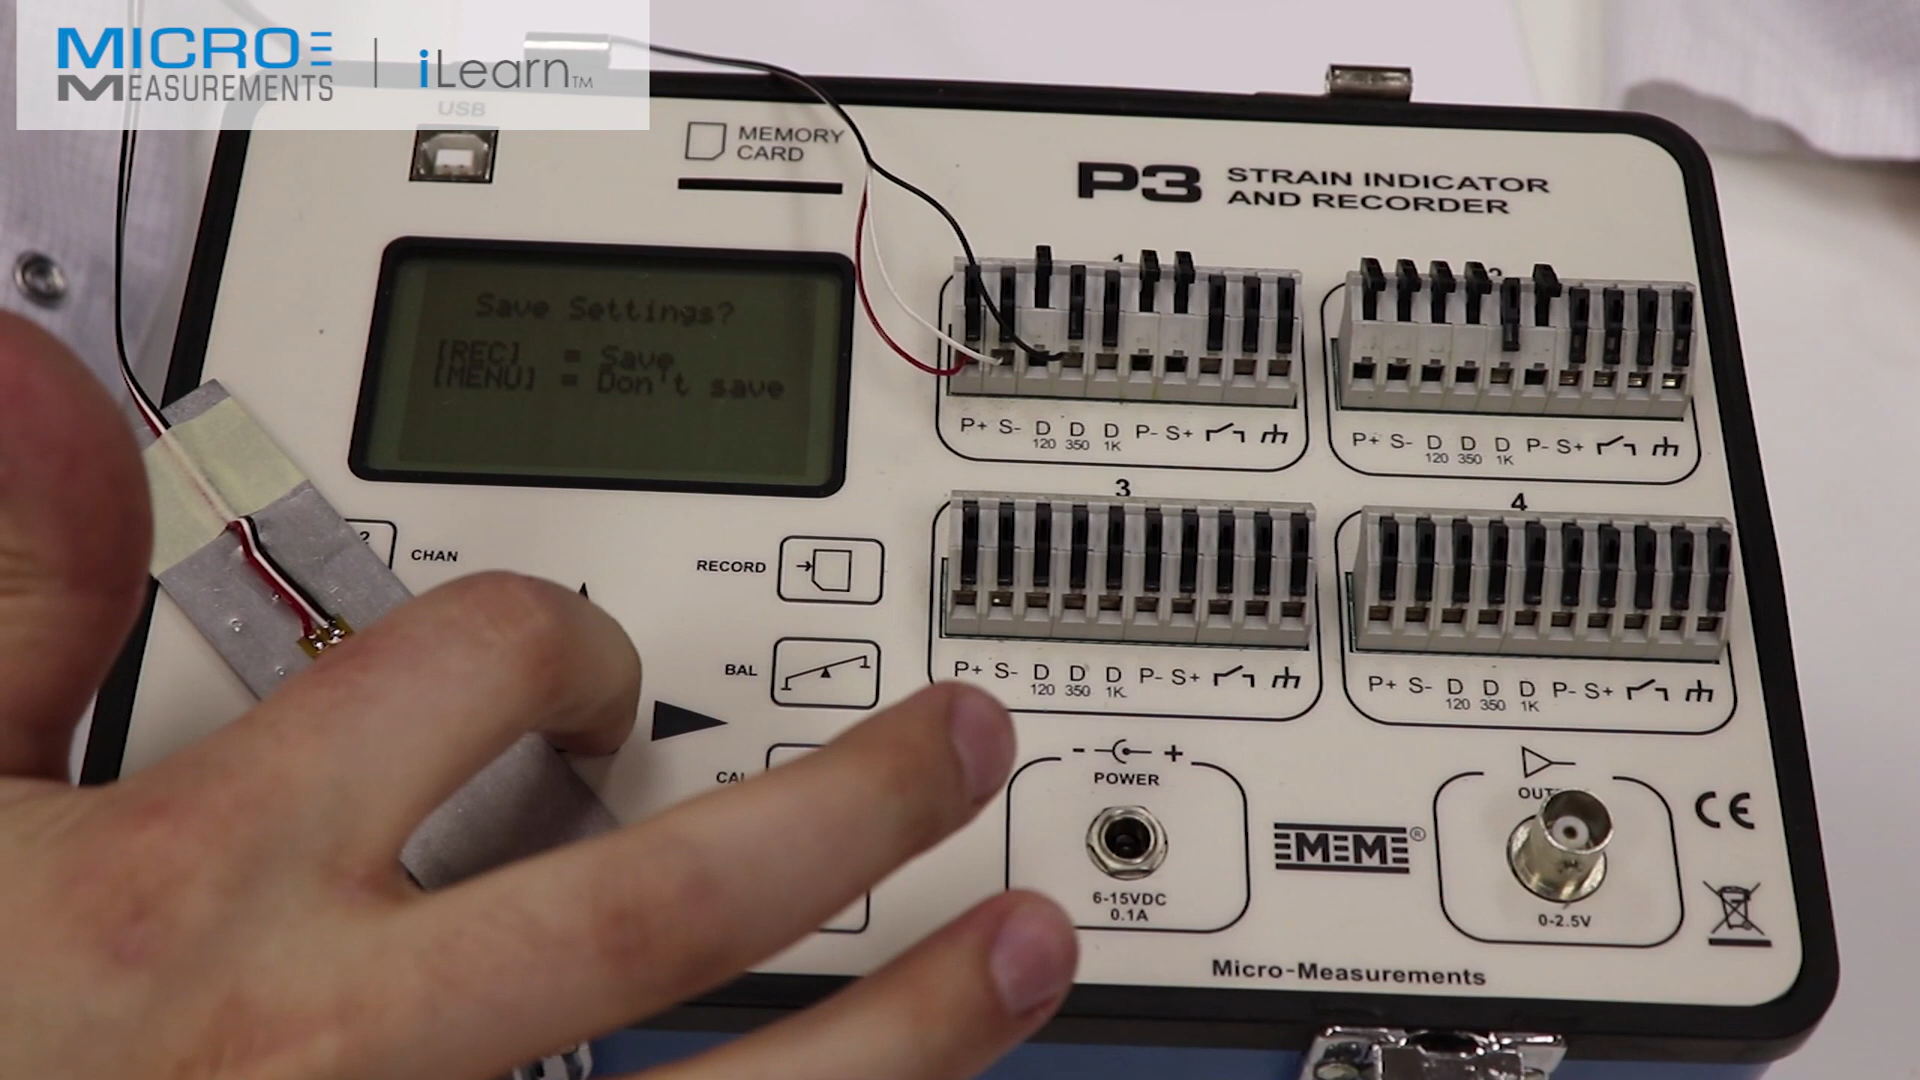 MICRO
MEASUREMENTS
iLearn™
USB
MEMORY
CARD
P3 STRAIN INDICATOR
AND RECORDER
Save Settings?
[REC] = Save
[MENU] = Don't save
1
2
P+ S- D D D P- S+
120 350 1K
P+ S- D D D P- S+
120 350 1K
3
4
P+ S- D D D P- S+
120 350 1K
P+ S- D D D P- S+
120 350 1K
2
CHAN
RECORD
BAL
- +
POWER
6-15VDC
0.1A
MM®
0-2.5V
CE
Micro-Measurements